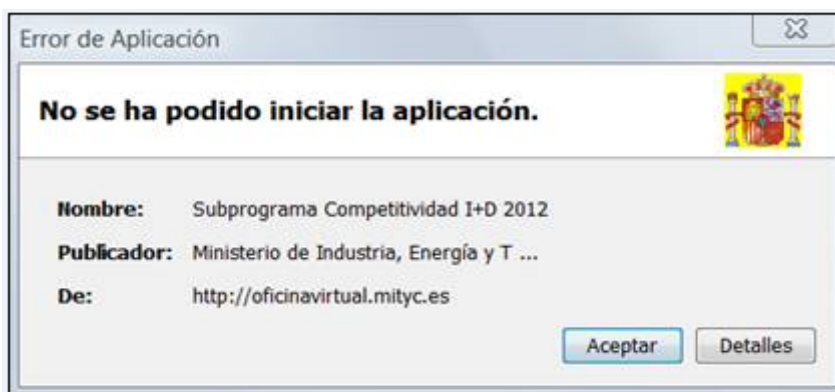 Error de Aplicación
No se ha podido iniciar la aplicación.
Nombre: Subprograma Competitividad I+D 2012
Publicador: Ministerio de Industria, Energía y T ...
De: http://oficinavirtual.mityc.es
Aceptar Detalles